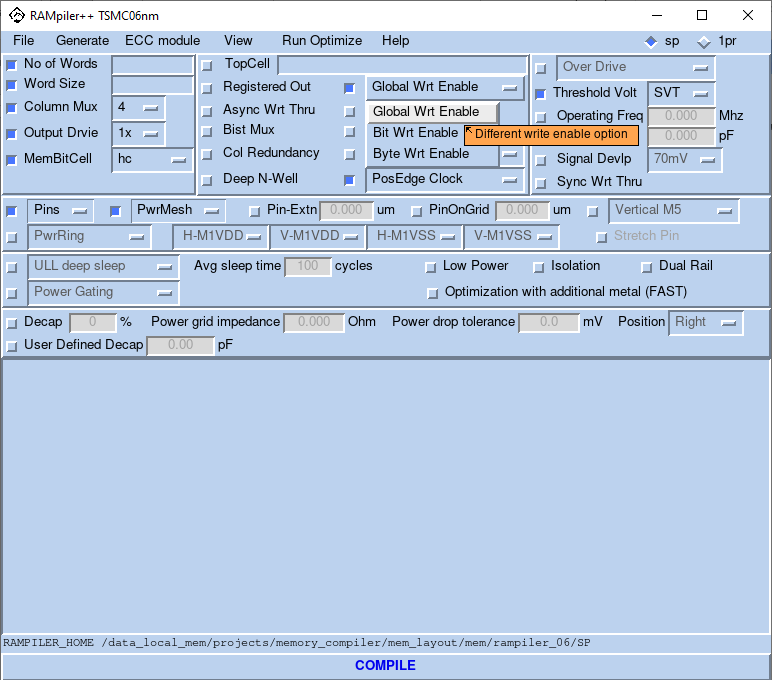 RAMpiler++ TSMC06nm
File Generate ECC module View Run Optimize Help sp 1pr
No of Words
Word Size
Column Mux 4
Output Drvie 1x
MemBitCell hc
TopCell
Registered Out Global Wrt Enable
Async Wrt Thru Global Wrt Enable
Bist Mux Bit Wrt Enable
Different write enable option
Col Redundancy Byte Wrt Enable
Deep N-Well PosEdge Clock
Over Drive
Threshold Volt SVT
Operating Freq 0.000 Mhz
0.000 pF
Signal Devlp 70mV
Sync Wrt Thru
Pins PwrMesh Pin-Extn 0.000 um PinOnGrid 0.000 um Vertical M5
PwrRing H-M1VDD V-M1VDD H-M1VSS V-M1VSS Stretch Pin
ULL deep sleep Avg sleep time 100 cycles Low Power Isolation Dual Rail
Power Gating Optimization with additional metal (FAST)
Decap 0 % Power grid impedance 0.000 Ohm Power drop tolerance 0.0 mV Position Right
User Defined Decap 0.00 pF
RAMPILER_HOME /data_local_mem/projects/memory_compiler/mem_layout/mem/rampiler_06/SP
COMPILE